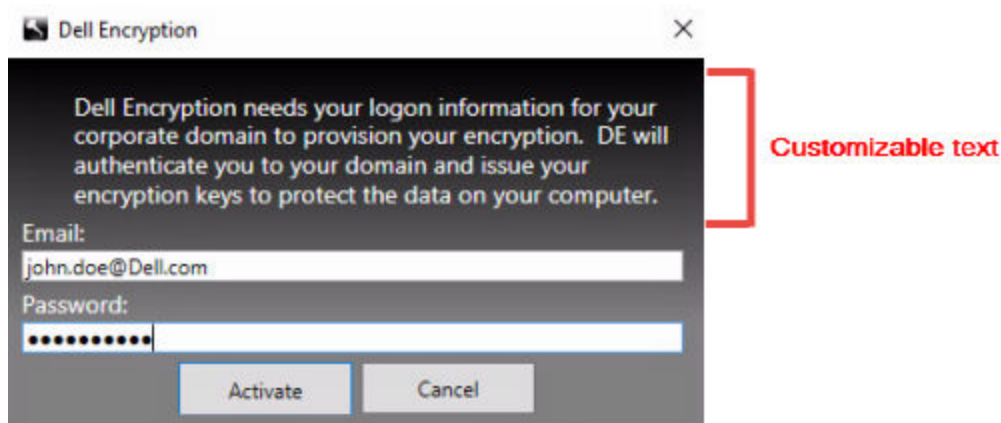 Dell Encryption
Dell Encryption needs your logon information for your
corporate domain to provision your encryption.  DE will
authenticate you to your domain and issue your
encryption keys to protect the data on your computer.
Customizable text
Email:
john.doe@Dell.com
Password:
●●●●●●●●●●
Activate Cancel